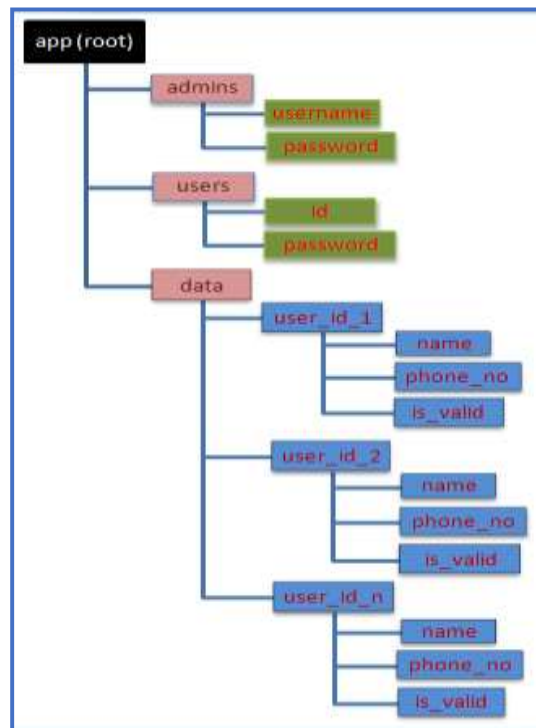 app (root)
admins
username
password
users
id
password
data
user_id_1
name
phone_no
is_valid
user_id_2
name
phone_no
is_valid
user_id_n
name
phone_no
is_valid